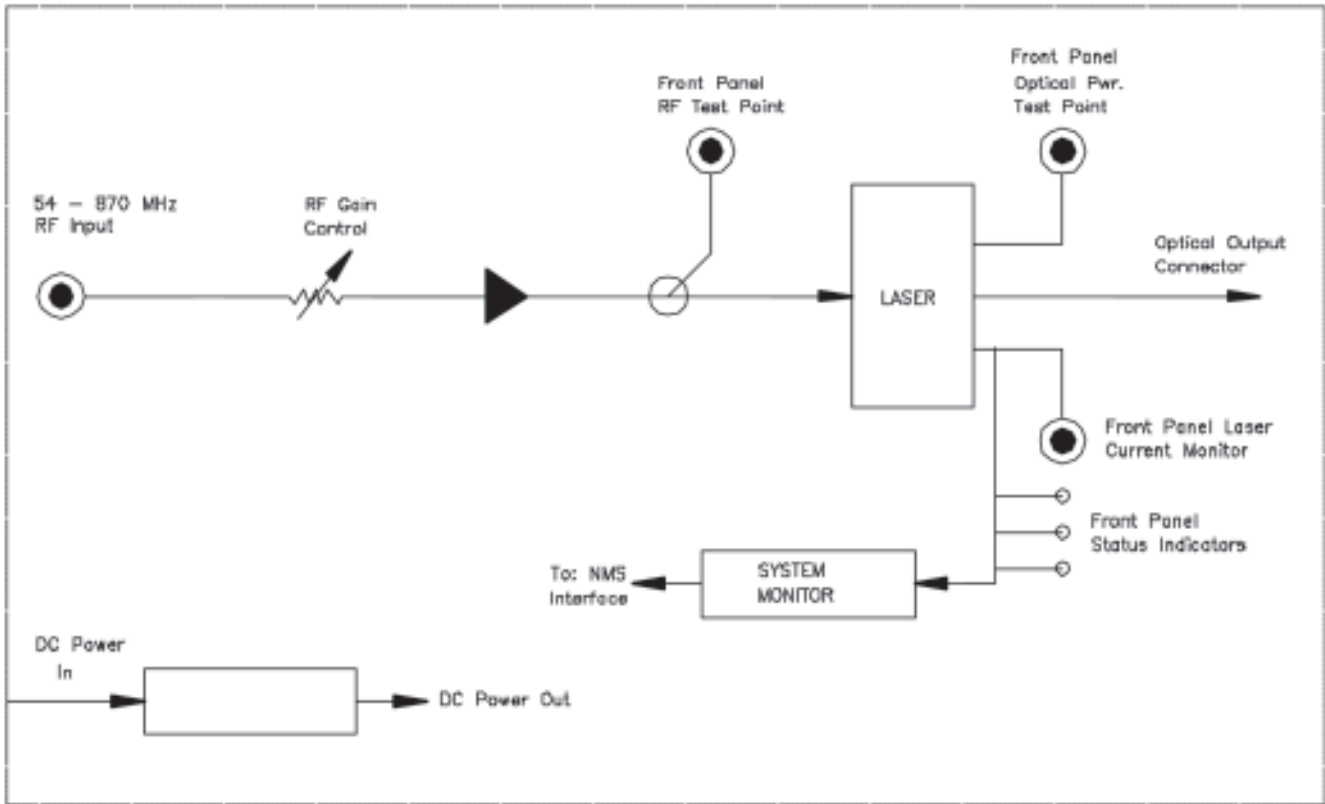 Front Panel
RF Test Point
Front Panel
Optical Pwr.
Test Point
54 - 870 MHz
RF Input
RF Gain
Control
Optical Output
Connector
LASER
Front Panel Laser
Current Monitor
Front Panel
Status Indicators
To: NMS
Interface
SYSTEM
MONITOR
DC Power
In
DC Power Out